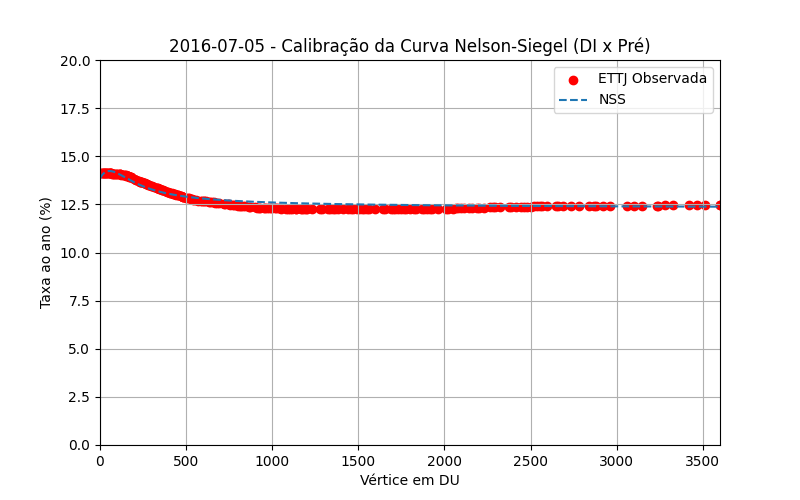 2016-07-05 - Calibração da Curva Nelson-Siegel (DI x Pré)
ETTJ Observada
NSS
Taxa ao ano (%)
20.0
17.5
15.0
12.5
10.0
7.5
5.0
2.5
0.0
0 500 1000 1500 2000 2500 3000 3500
Vértice em DU